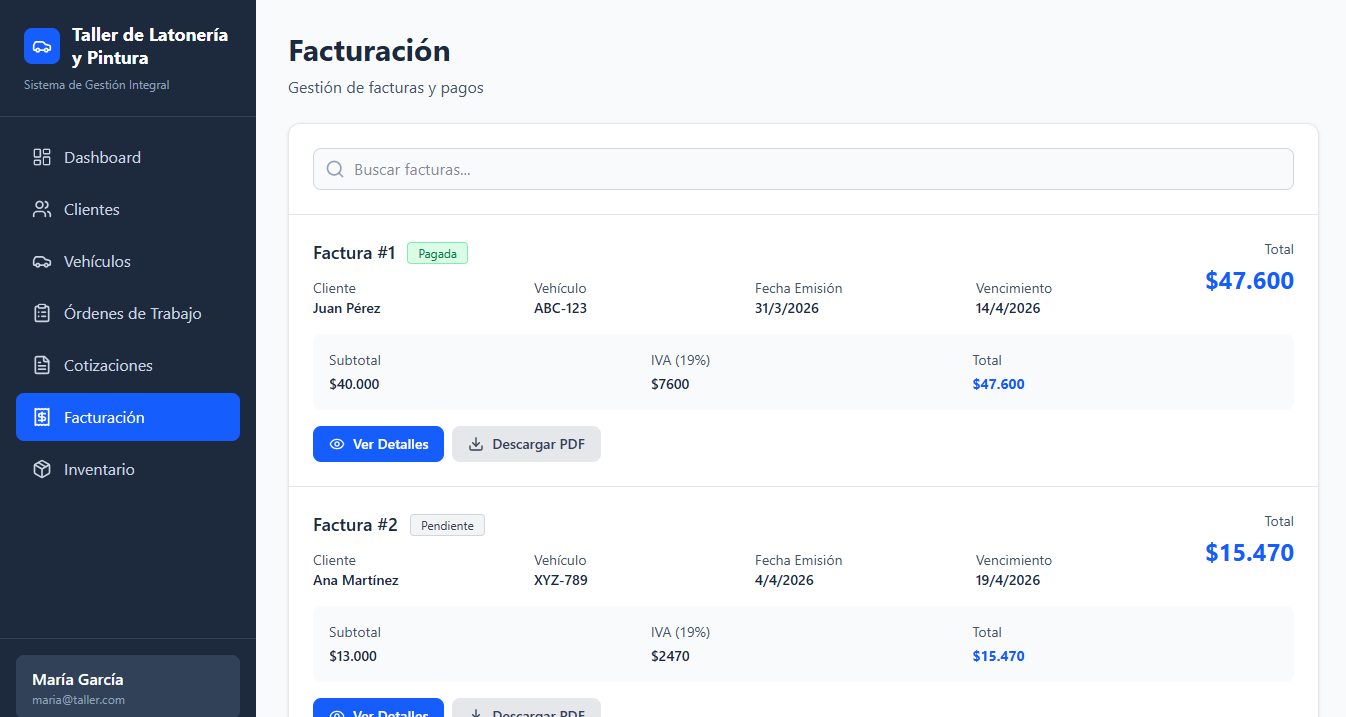 Taller de Latonería
y Pintura
Sistema de Gestión Integral
Dashboard
Clientes
Vehículos
Órdenes de Trabajo
Cotizaciones
Facturación
Inventario
María García
maria@taller.com
Facturación
Gestión de facturas y pagos
Buscar facturas...
Factura #1 Pagada
Total
$47.600
Cliente Vehículo Fecha Emisión Vencimiento
Juan Pérez ABC-123 31/3/2026 14/4/2026
Subtotal IVA (19%) Total
$40.000 $7600 $47.600
Ver Detalles Descargar PDF
Factura #2 Pendiente
Total
$15.470
Cliente Vehículo Fecha Emisión Vencimiento
Ana Martínez XYZ-789 4/4/2026 19/4/2026
Subtotal IVA (19%) Total
$13.000 $2470 $15.470
Ver Detalles Descargar PDF